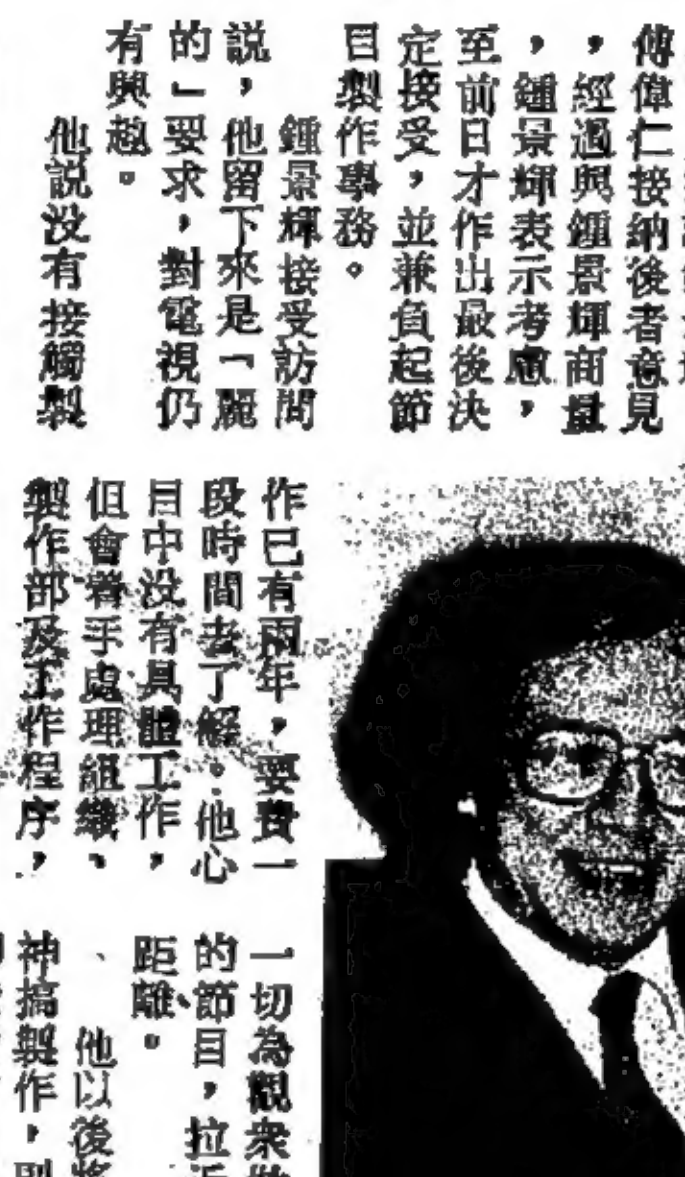 傅偉仁接納後者意見
，經過與鍾景輝商量
，鍾景輝表示考慮，
至前日才作出最後決
定接受，並兼負起節
目製作事務。
鍾景輝接受訪問
説，他留下來是「麗
的」要求，對電視仍
有興趣。
他説没有接觸製
作已有兩年，要費一
段時間去了解。他心
目中没有具體工作，
但會着手處理組織、
製作部及工作程序，
一切為觀衆
的節目，拉
距離。
他以後將
神搞製作，